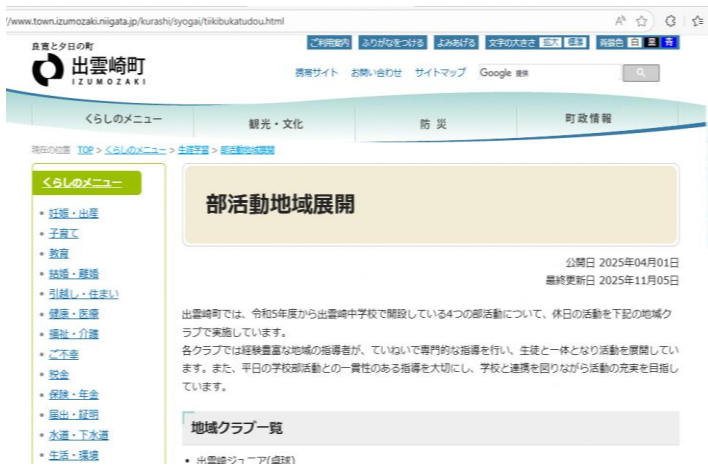 /www.town.izumozaki.niigata.jp/kurashi/syogai/tiikibukatudou.html
良寛と夕日の町
出雲崎町
IZUMOZAKI
ご利用案内 ふりがなをつける よみあげる 文字の大きさ 拡大 標準 背景色 白 黒 青
携帯サイト お問い合わせ サイトマップ Google 提供
くらしのメニュー 観光・文化 防災 町政情報
現在の位置 TOP > くらしのメニュー > 生涯学習 > 部活動地域展開
くらしのメニュー
• 妊娠・出産
• 子育て
• 教育
• 結婚・離婚
• 引越し・住まい
• 健康・医療
• 福祉・介護
• ご不幸
• 税金
• 保険・年金
• 届出・証明
• 水道・下水道
• 生活・環境
部活動地域展開
公開日 2025年04月01日
最終更新日 2025年11月05日
出雲崎町では、令和5年度から出雲崎中学校で開設している4つの部活動について、休日の活動を下記の地域ク
ラブで実施しています。
各クラブでは経験豊富な地域の指導者が、ていねいで専門的な指導を行い、生徒と一体となり活動を展開してい
ます。また、平日の学校部活動との一貫性のある指導を大切にし、学校と連携を図りながら活動の充実を目指し
ています。
地域クラブ一覧
• 出雲崎ジュニア(卓球)